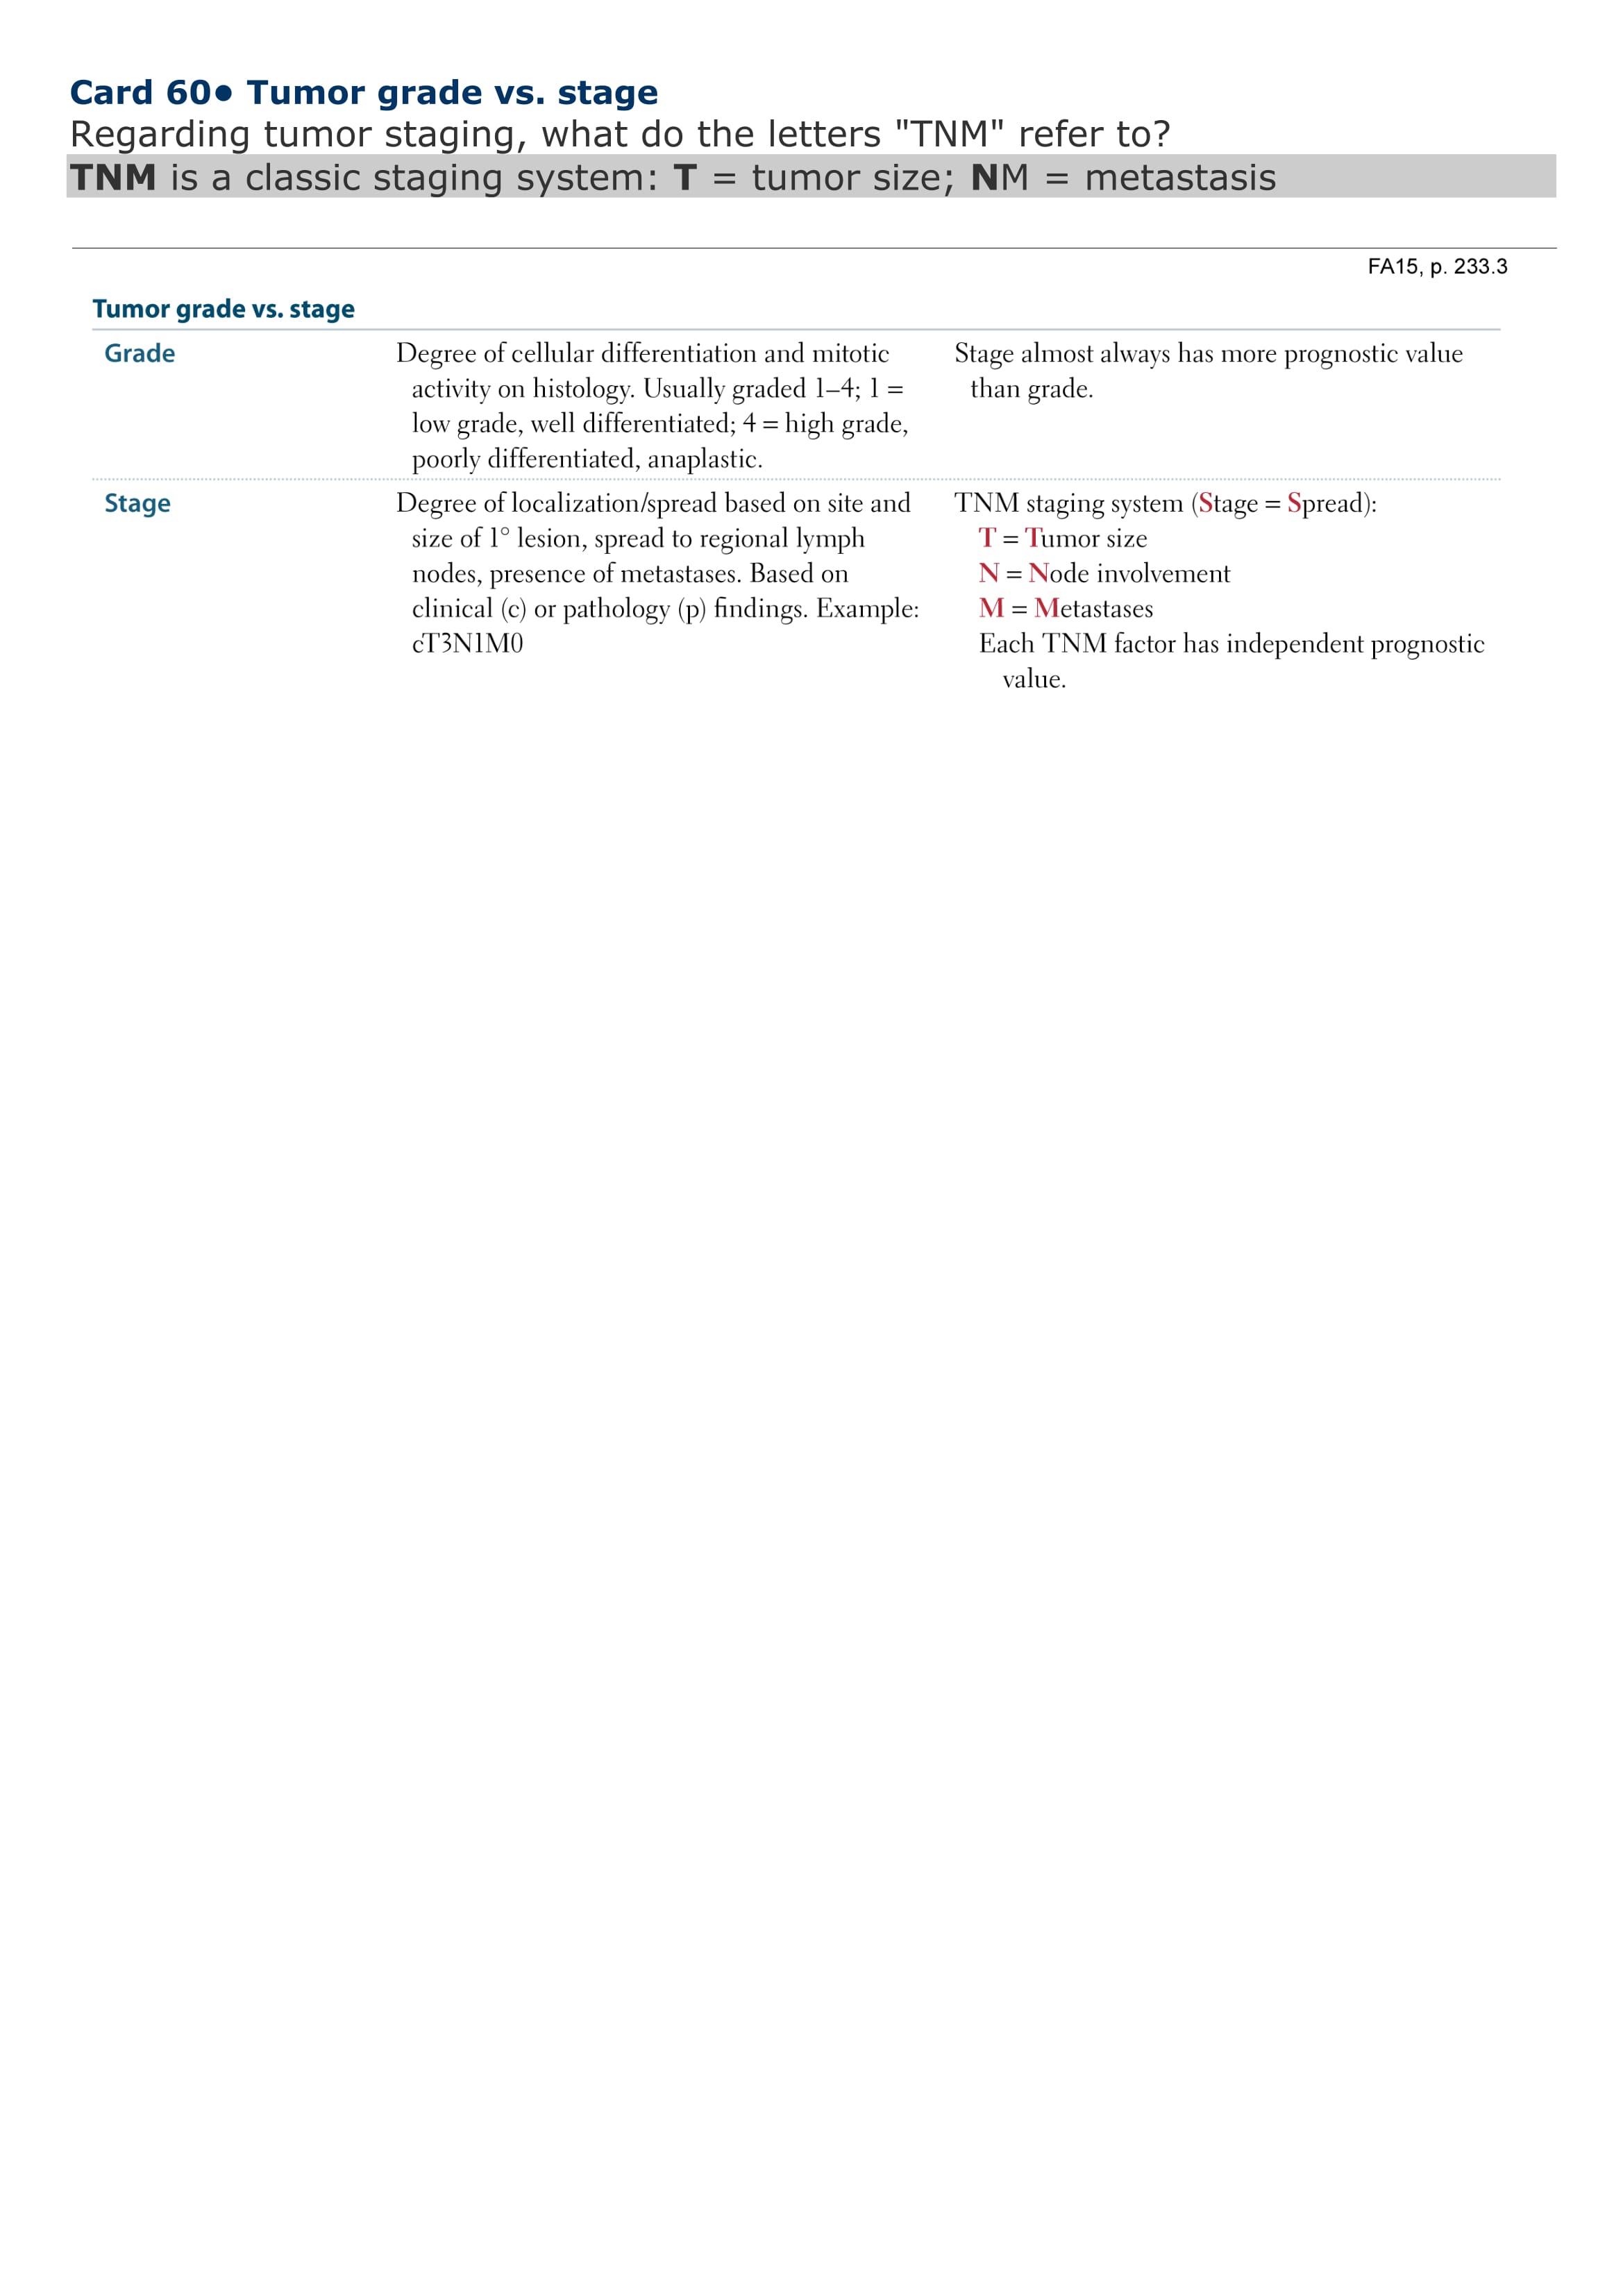 Card 60● Tumor grade vs. stage
Regarding tumor staging, what do the letters "TNM" refer to?
TNM is a classic staging system: T = tumor size; NM = metastasis
FA15, p. 233.3
Tumor grade vs. stage
Grade
Degree of cellular differentiation and mitotic
activity on histology. Usually graded 1–4; 1 =
low grade, well differentiated; 4 = high grade,
poorly differentiated, anaplastic.
Stage almost always has more prognostic value
than grade.
Stage
Degree of localization/spread based on site and
size of 1° lesion, spread to regional lymph
nodes, presence of metastases. Based on
clinical (c) or pathology (p) findings. Example:
cT3N1M0
TNM staging system (Stage = Spread):
T = Tumor size
N = Node involvement
M = Metastases
Each TNM factor has independent prognostic
value.